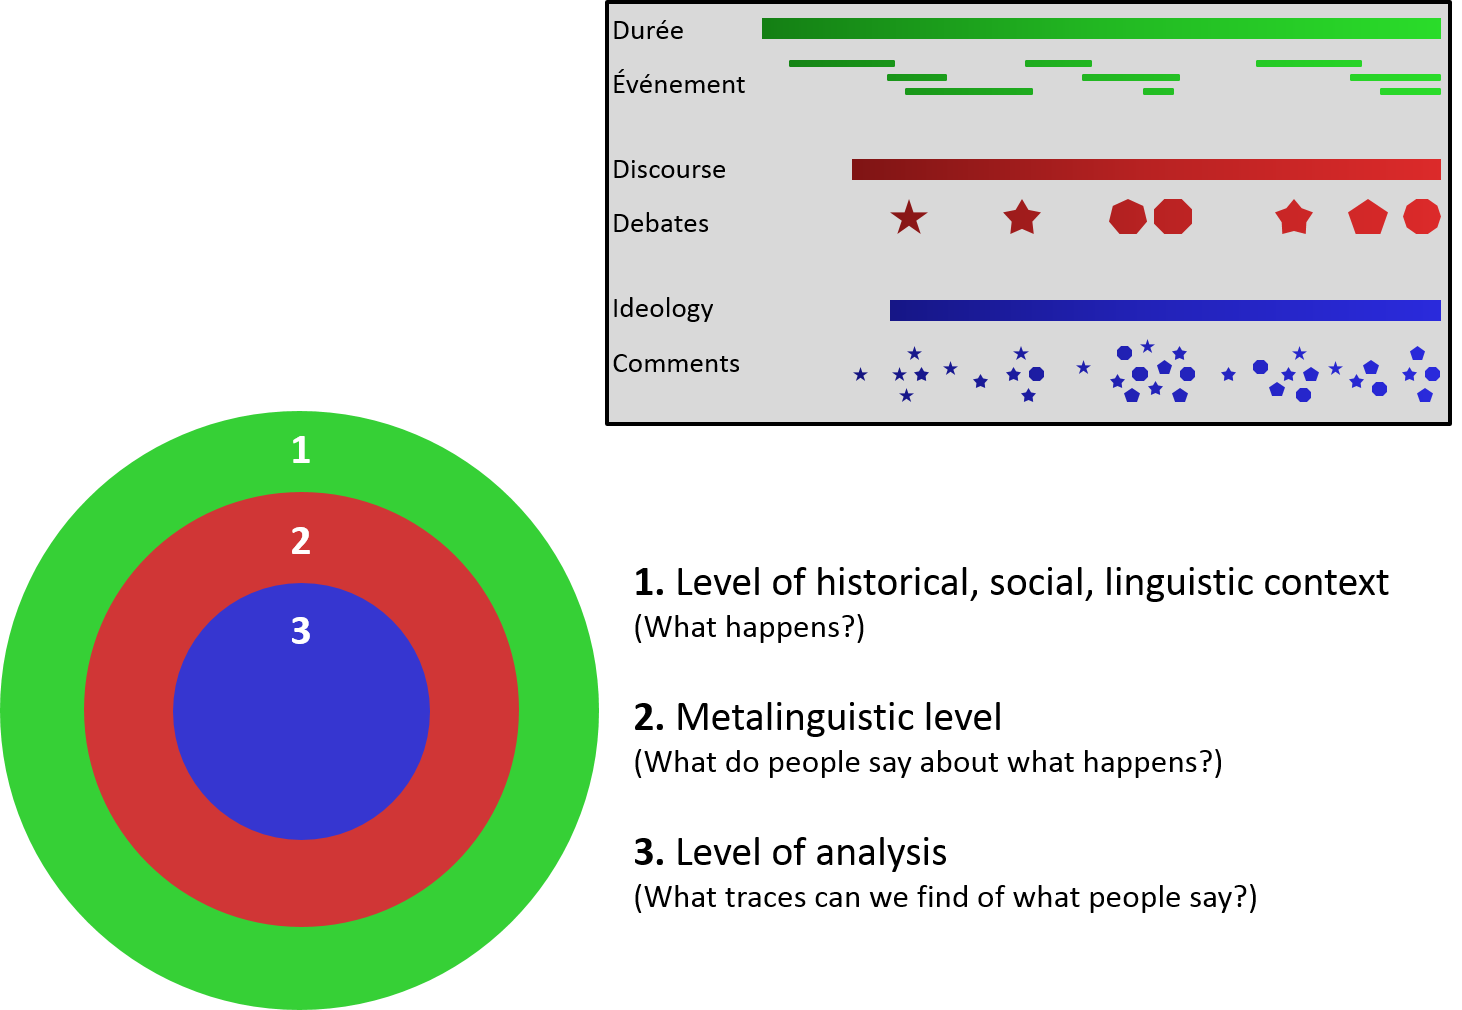 Durée
Événement
Discourse
Debates
Ideology
Comments
1
2
3
1. Level of historical, social, linguistic context
(What happens?)
2. Metalinguistic level
(What do people say about what happens?)
3. Level of analysis
(What traces can we find of what people say?)